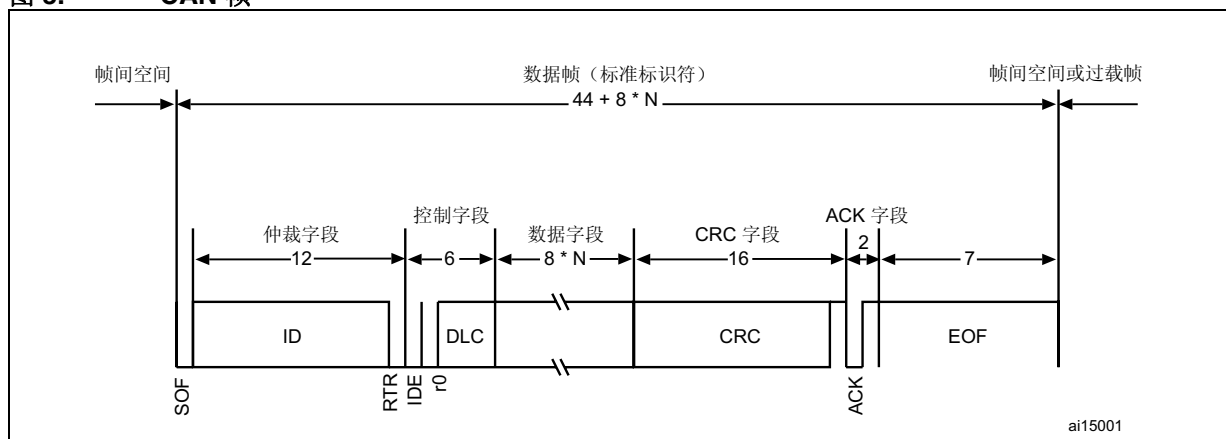 帧间空间
数据帧（标准标识符）
帧间空间或过载帧
44 + 8 * N
仲裁字段
控制字段
数据字段
CRC 字段
ACK 字段
12
6
8 * N
16
2
7
ID
DLC
CRC
EOF
SOF
RTR
IDE
r0
ACK
ai15001